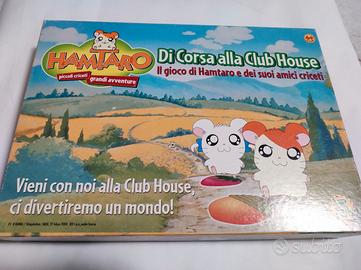 HAMTARO
piccoli criceti grandi avventure
Di Corsa alla Club House
Il gioco di Hamtaro e dei suoi amici criceti
Vieni con noi alla Club House,
ci divertiremo un mondo!
subito